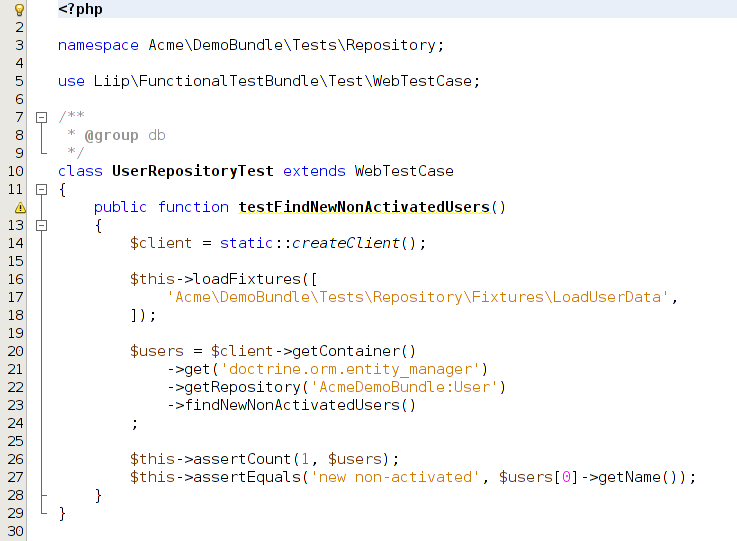 1 <?php
2
3 namespace Acme\DemoBundle\Tests\Repository;
4
5 use Liip\FunctionalTestBundle\Test\WebTestCase;
6
7 /**
8  * @group db
9  */
10 class UserRepositoryTest extends WebTestCase
11 {
    public function testFindNewNonActivatedUsers()
13     {
14         $client = static::createClient();
15
16         $this->loadFixtures([
17             'Acme\DemoBundle\Tests\Repository\Fixtures\LoadUserData',
18         ]);
19
20         $users = $client->getContainer()
21             ->get('doctrine.orm.entity_manager')
22             ->getRepository('AcmeDemoBundle:User')
23             ->findNewNonActivatedUsers()
24         ;
25
26         $this->assertCount(1, $users);
27         $this->assertEquals('new non-activated', $users[0]->getName());
28     }
29 }
30